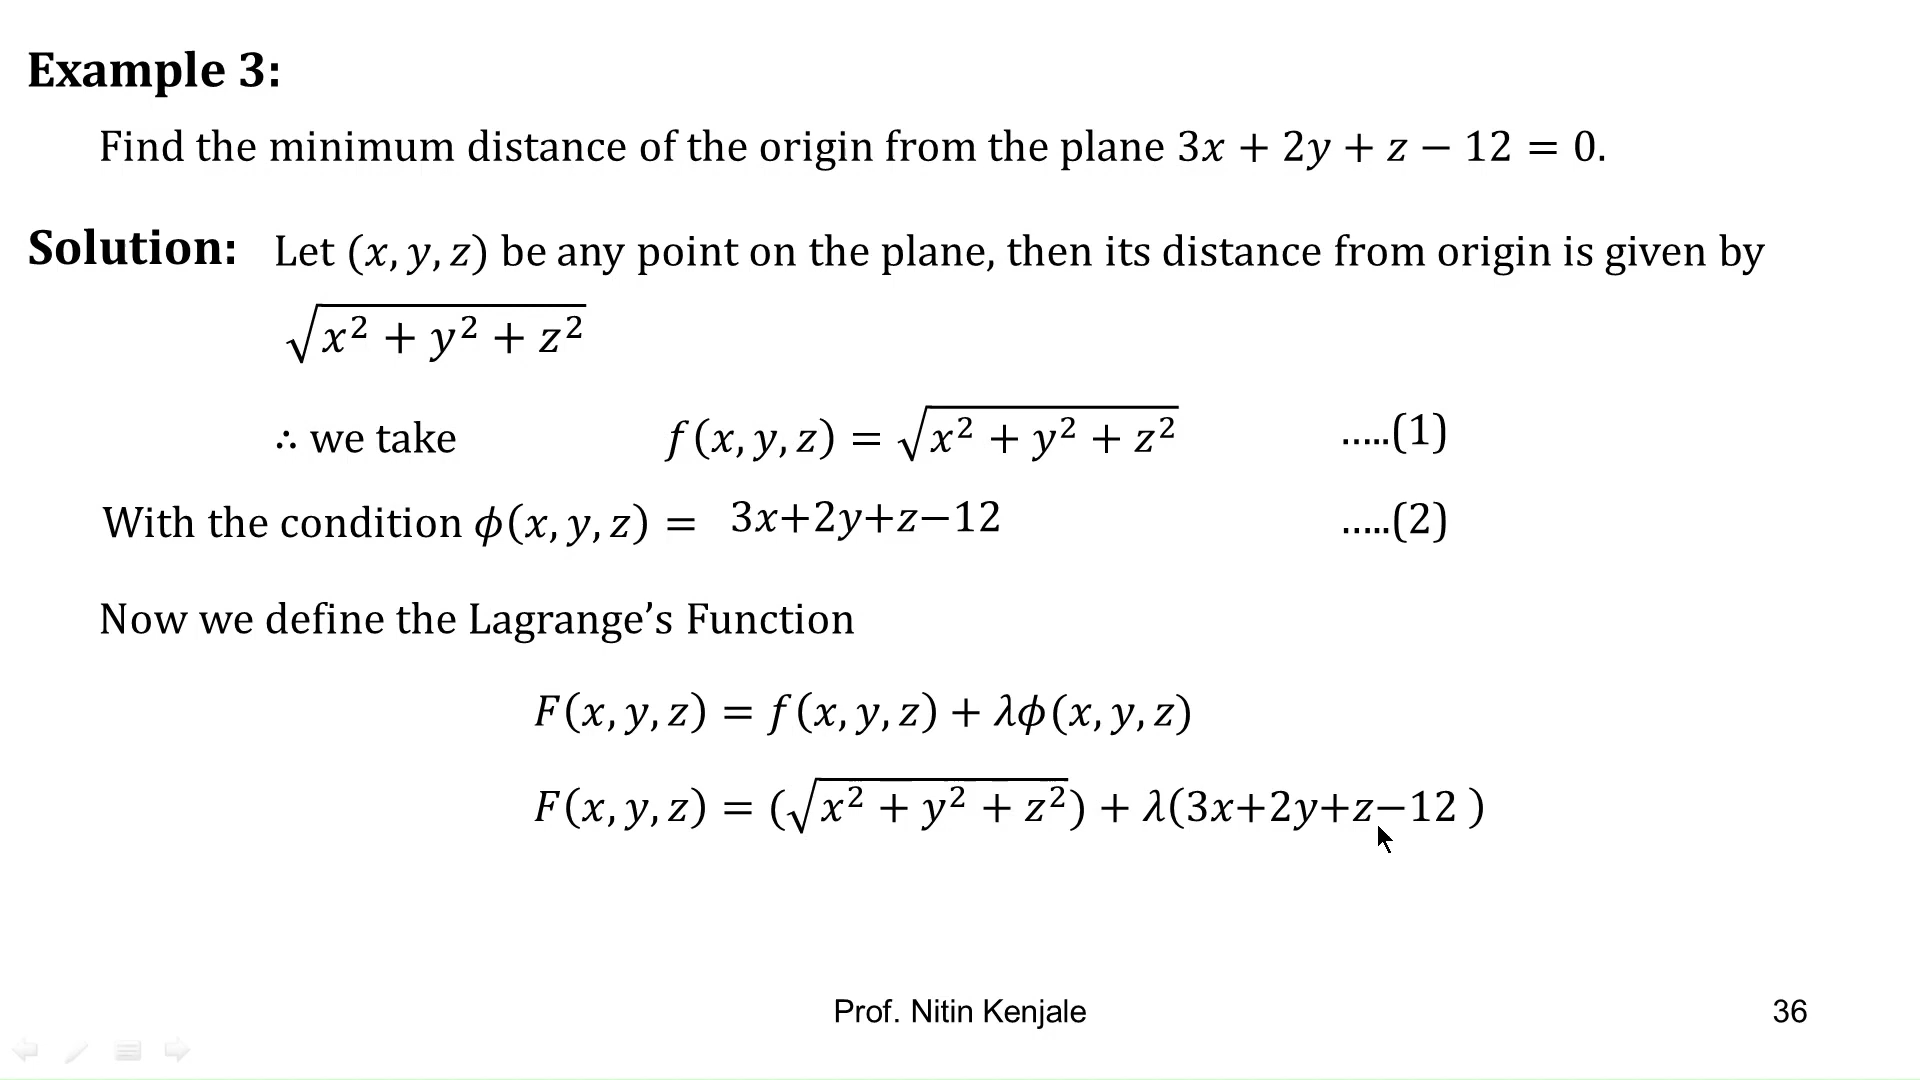 Example 3:
Find the minimum distance of the origin from the plane 3x + 2y + z − 12 = 0.
Solution: Let (x, y, z) be any point on the plane, then its distance from origin is given by
√(x² + y² + z²)
∴ we take f(x, y, z) = √(x² + y² + z²) .....(1)
With the condition ϕ(x, y, z) = 3x+2y+z−12 .....(2)
Now we define the Lagrange’s Function
F(x, y, z) = f(x, y, z) + λϕ(x, y, z)
F(x, y, z) = (√(x² + y² + z²)) + λ(3x+2y+z−12 )
Prof. Nitin Kenjale 36